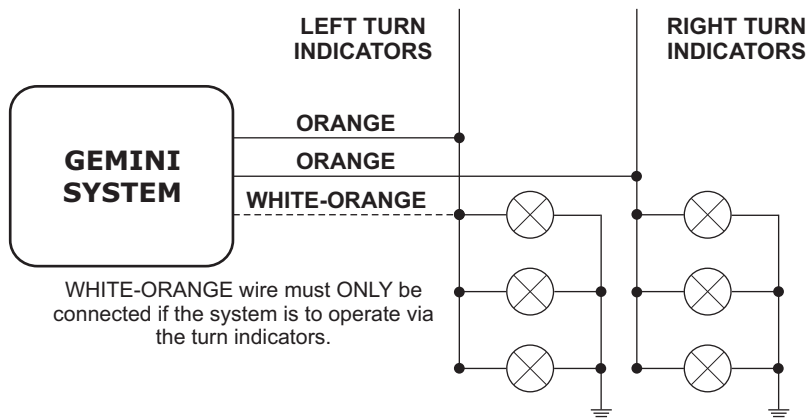 LEFT TURN
INDICATORS
RIGHT TURN
INDICATORS
GEMINI
SYSTEM
ORANGE
ORANGE
WHITE-ORANGE
WHITE-ORANGE wire must ONLY be
connected if the system is to operate via
the turn indicators.